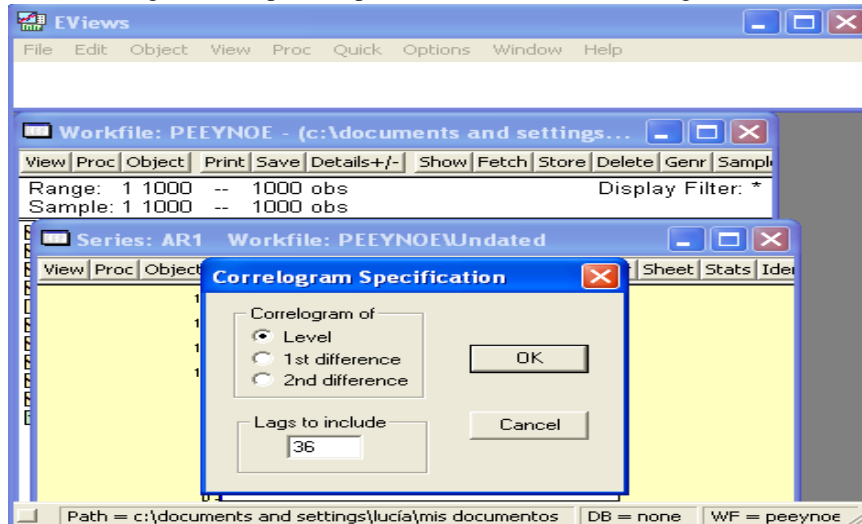 EViews
File Edit Object View Proc Quick Options Window Help
Workfile: PEEYNOE - (c:\documents and settings...
View Proc Object Print Save Details+/- Show Fetch Store Delete Genr Sampl
Range: 1 1000 -- 1000 obs Display Filter: *
Sample: 1 1000 -- 1000 obs
Series: AR1 Workfile: PEEYNOE\Undated
View Proc Object Sheet Stats Iden
Correlogram Specification
Correlogram of
Level
1st difference
2nd difference
OK
Lags to include
36
Cancel
Path = c:\documents and settings\lucía\mis documentos DB = none WF = peeynoe